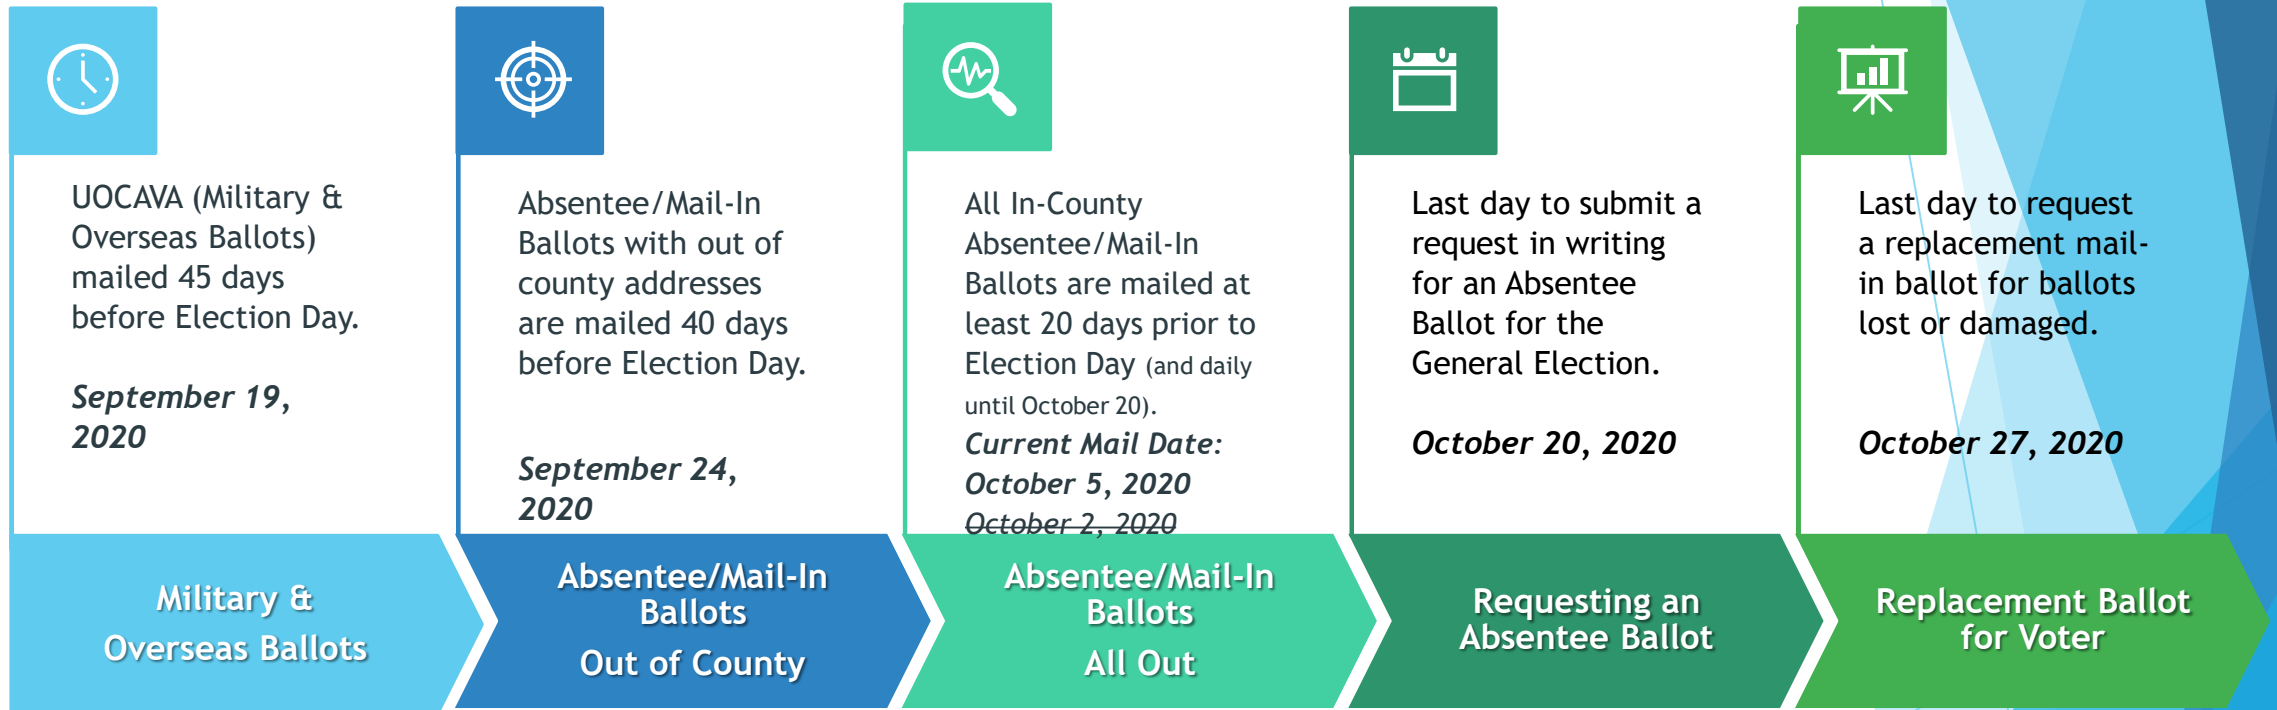 UOCAVA (Military &
Overseas Ballots)
mailed 45 days
before Election Day.
September 19,
2020
Military &
Overseas Ballots
Absentee/Mail-In
Ballots with out of
county addresses
are mailed 40 days
before Election Day.
September 24,
2020
Absentee/Mail-In
Ballots
Out of County
All In-County
Absentee/Mail-In
Ballots are mailed at
least 20 days prior to
Election Day (and daily
until October 20).
Current Mail Date:
October 5, 2020
October 2, 2020
Absentee/Mail-In
Ballots
All Out
Last day to submit a
request in writing
for an Absentee
Ballot for the
General Election.
October 20, 2020
Requesting an
Absentee Ballot
Last day to request
a replacement mail-
in ballot for ballots
lost or damaged.
October 27, 2020
Replacement Ballot
for Voter